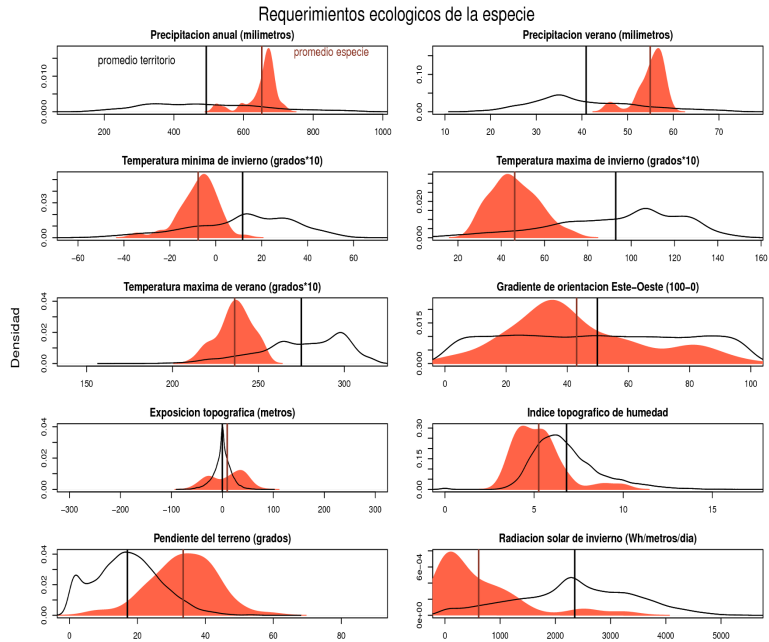 Requerimientos ecologicos de la especie
Precipitacion anual (milimetros)
promedio territorio
promedio especie
0.000 0.010
200 400 600 800 1000
Precipitacion verano (milimetros)
0.00 0.10
10 20 30 40 50 60 70
Temperatura minima de invierno (grados*10)
0.00 0.03
−60 −40 −20 0 20 40 60
Temperatura maxima de invierno (grados*10)
0.000 0.020
20 40 60 80 100 120 140 160
Densidad
Temperatura maxima de verano (grados*10)
0.00 0.02 0.04
150 200 250 300
Gradiente de orientacion Este−Oeste (100−0)
0.000 0.015
0 20 40 60 80 100
Exposicion topografica (metros)
0.00 0.02 0.04
−300 −200 −100 0 100 200 300
Indice topografico de humedad
0.00 0.15 0.30
0 5 10 15
Pendiente del terreno (grados)
0.00 0.02 0.04
0 20 40 60 80
Radiacion solar de invierno (Wh/metros/dia)
0e+00 6e−04
0 1000 2000 3000 4000 5000